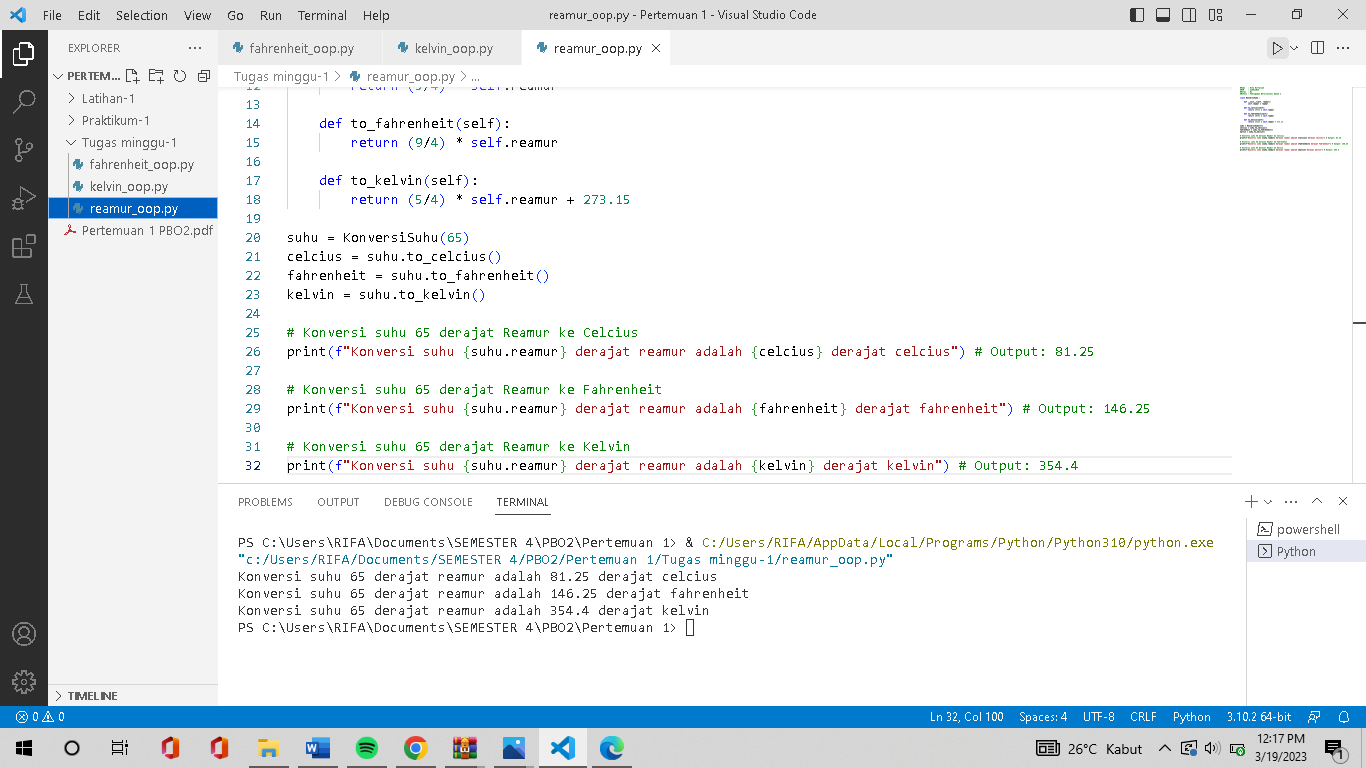 File Edit Selection View Go Run Terminal Help reamur_oop.py - Pertemuan 1 - Visual Studio Code
EXPLORER
PERTEM...
Latihan-1
Praktikum-1
Tugas minggu-1
fahrenheit_oop.py
kelvin_oop.py
reamur_oop.py
Pertemuan 1 PBO2.pdf
TIMELINE
fahrenheit_oop.py kelvin_oop.py reamur_oop.py
Tugas minggu-1 > reamur_oop.py > ...
12 return (5/4) * self.reamur
13
14 def to_fahrenheit(self):
15 return (9/4) * self.reamur
16
17 def to_kelvin(self):
18 return (5/4) * self.reamur + 273.15
19
20 suhu = KonversiSuhu(65)
21 celcius = suhu.to_celcius()
22 fahrenheit = suhu.to_fahrenheit()
23 kelvin = suhu.to_kelvin()
24
25 # Konversi suhu 65 derajat Reamur ke Celcius
26 print(f"Konversi suhu {suhu.reamur} derajat reamur adalah {celcius} derajat celcius") # Output: 81.25
27
28 # Konversi suhu 65 derajat Reamur ke Fahrenheit
29 print(f"Konversi suhu {suhu.reamur} derajat reamur adalah {fahrenheit} derajat fahrenheit") # Output: 146.25
30
31 # Konversi suhu 65 derajat Reamur ke Kelvin
32 print(f"Konversi suhu {suhu.reamur} derajat reamur adalah {kelvin} derajat kelvin") # Output: 354.4
PROBLEMS OUTPUT DEBUG CONSOLE TERMINAL
PS C:\Users\RIFA\Documents\SEMESTER 4\PBO2\Pertemuan 1> & C:/Users/RIFA/AppData/Local/Programs/Python/Python310/python.exe
"c:/Users/RIFA/Documents/SEMESTER 4/PBO2/Pertemuan 1/Tugas minggu-1/reamur_oop.py"
Konversi suhu 65 derajat reamur adalah 81.25 derajat celcius
Konversi suhu 65 derajat reamur adalah 146.25 derajat fahrenheit
Konversi suhu 65 derajat reamur adalah 354.4 derajat kelvin
PS C:\Users\RIFA\Documents\SEMESTER 4\PBO2\Pertemuan 1>
powershell
Python
0 0 Ln 32, Col 100 Spaces: 4 UTF-8 CRLF Python 3.10.2 64-bit
26°C Kabut 12:17 PM
3/19/2023
1